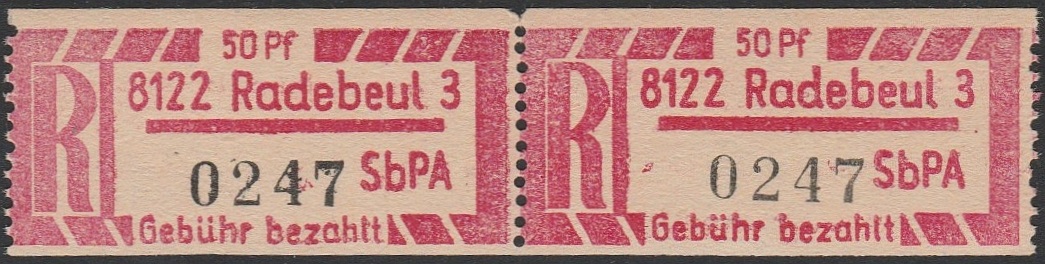 50 Pf
R 8122 Radebeul 3
0247 SbPA
Gebühr bezahlt
50 Pf
R 8122 Radebeul 3
0247 SbPA
Gebühr bezahlt